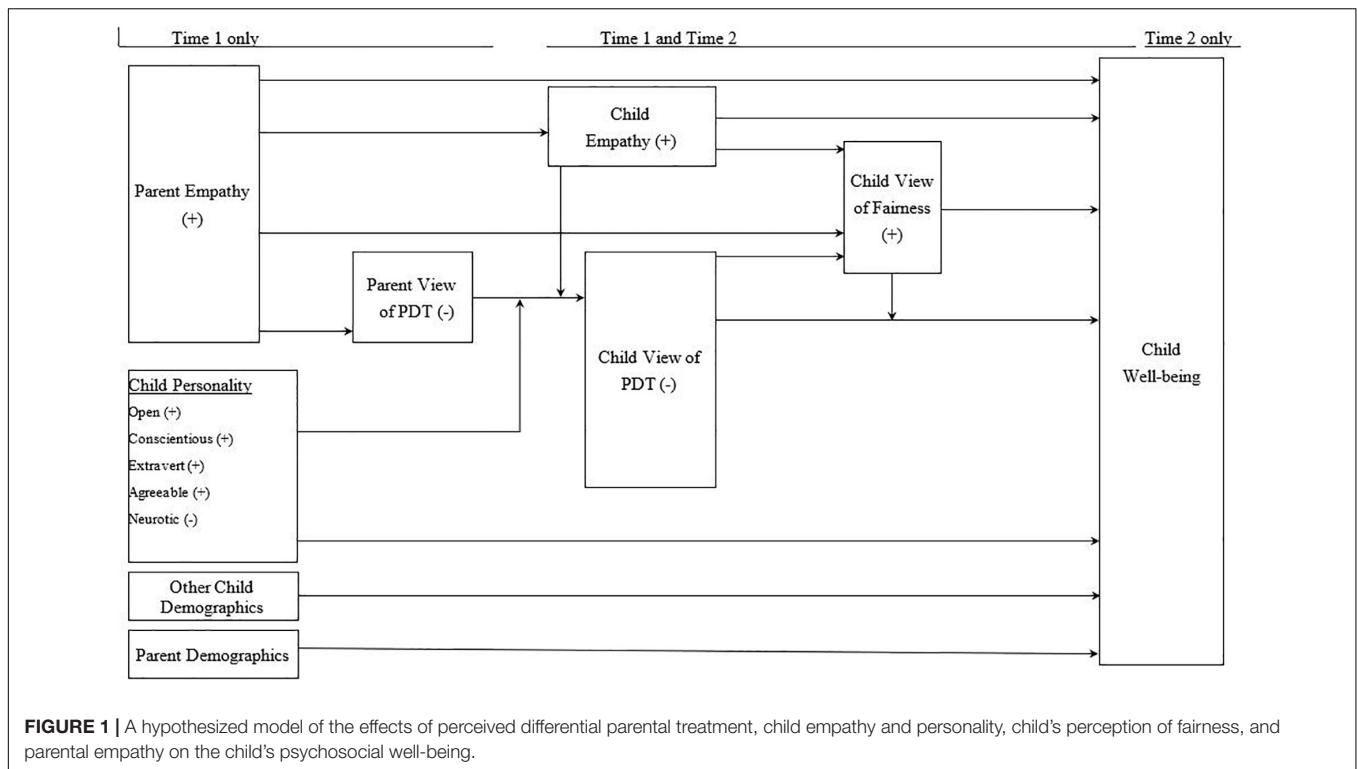 Time 1 only
Time 1 and Time 2
Time 2 only
Parent Empathy
(+)
Child
Empathy (+)
Child View
of Fairness
(+)
Parent View
of PDT (-)
Child View of
PDT (-)
Child
Well-being
Child Personality
Open (+)
Conscientious (+)
Extravert (+)
Agreeable (+)
Neurotic (-)
Other Child
Demographics
Parent Demographics
FIGURE 1 | A hypothesized model of the effects of perceived differential parental treatment, child empathy and personality, child's perception of fairness, and
parental empathy on the child's psychosocial well-being.